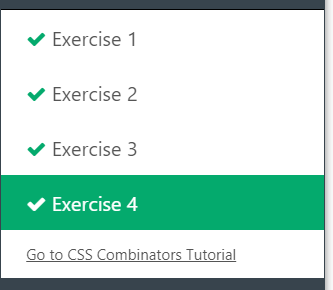 Exercise 1
Exercise 2
Exercise 3
Exercise 4
Go to CSS Combinators Tutorial